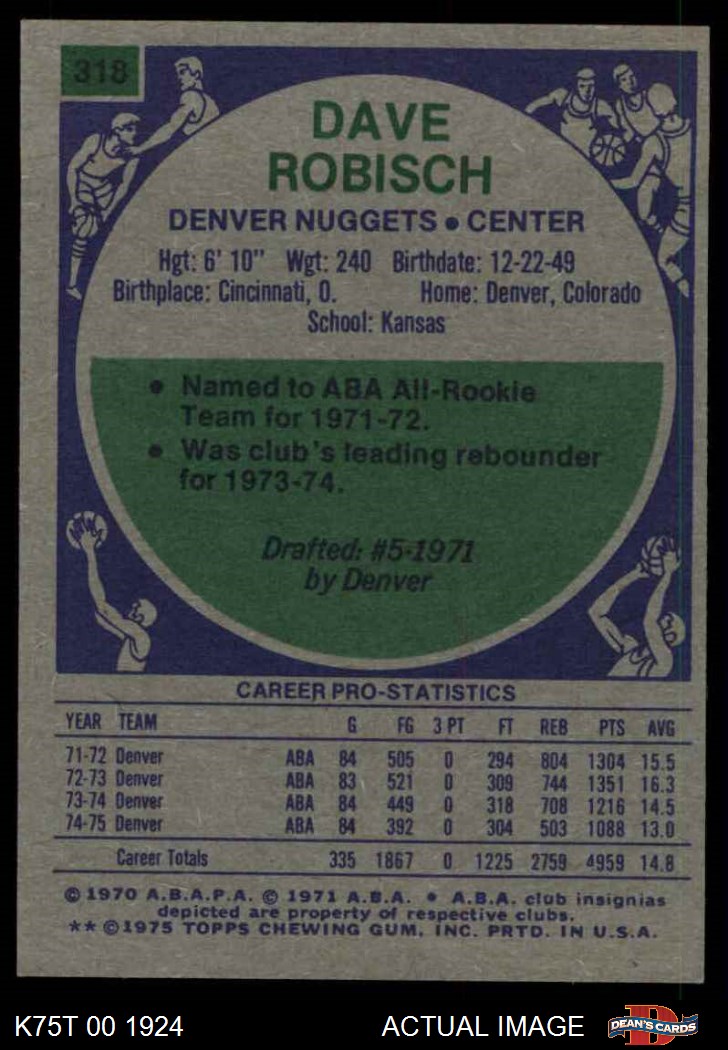 318
DAVE
ROBISCH
DENVER NUGGETS • CENTER
Hgt: 6' 10" Wgt: 240 Birthdate: 12-22-49
Birthplace: Cincinnati, O. Home: Denver, Colorado
School: Kansas
• Named to ABA All-Rookie
Team for 1971-72.
• Was club's leading rebounder
for 1973-74.
Drafted: #5-1971
by Denver
CAREER PRO-STATISTICS
YEAR TEAM G FG 3 PT FT REB PTS AVG
71-72 Denver ABA 84 505 0 294 804 1304 15.5
72-73 Denver ABA 83 521 0 309 744 1351 16.3
73-74 Denver ABA 84 449 0 318 708 1216 14.5
74-75 Denver ABA 84 392 0 304 503 1088 13.0
Career Totals 335 1867 0 1225 2759 4959 14.8
© 1970 A.B.A.P.A. © 1971 A.B.A. • A.B.A. club insignias
depicted are property of respective clubs.
** ©1975 TOPPS CHEWING GUM, INC. PRTD. IN U.S.A.
K75T 00 1924 ACTUAL IMAGE D DEAN'S CARDS